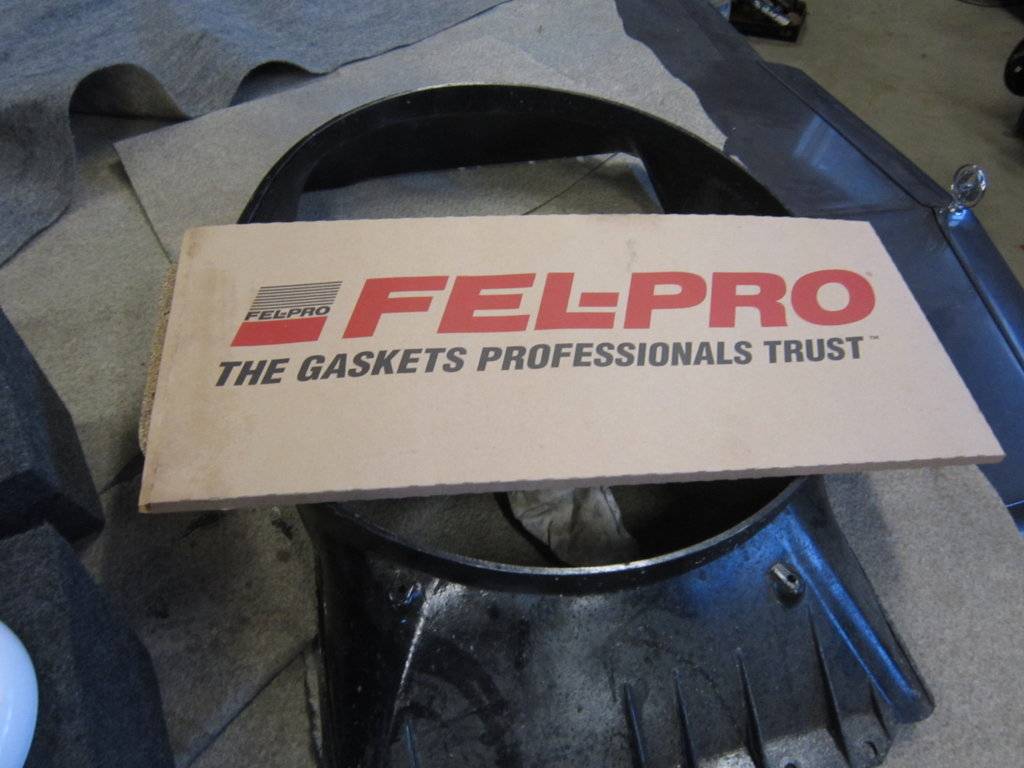 FEL-PRO
FEL-PRO®
THE GASKETS PROFESSIONALS TRUST™